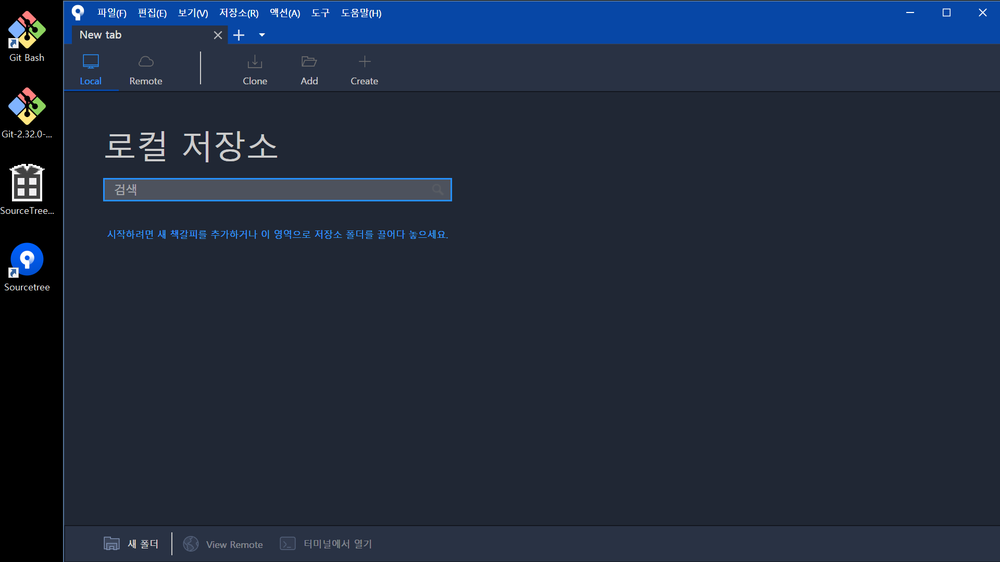 Git Bash
Git-2.32.0-...
SourceTree...
Sourcetree
파일(F) 편집(E) 보기(V) 저장소(R) 액션(A) 도구 도움말(H)
New tab
Local Remote Clone Add Create
로컬 저장소
검색
시작하려면 새 책갈피를 추가하거나 이 영역으로 저장소 폴더를 끌어다 놓으세요.
새 폴더 View Remote 터미널에서 열기